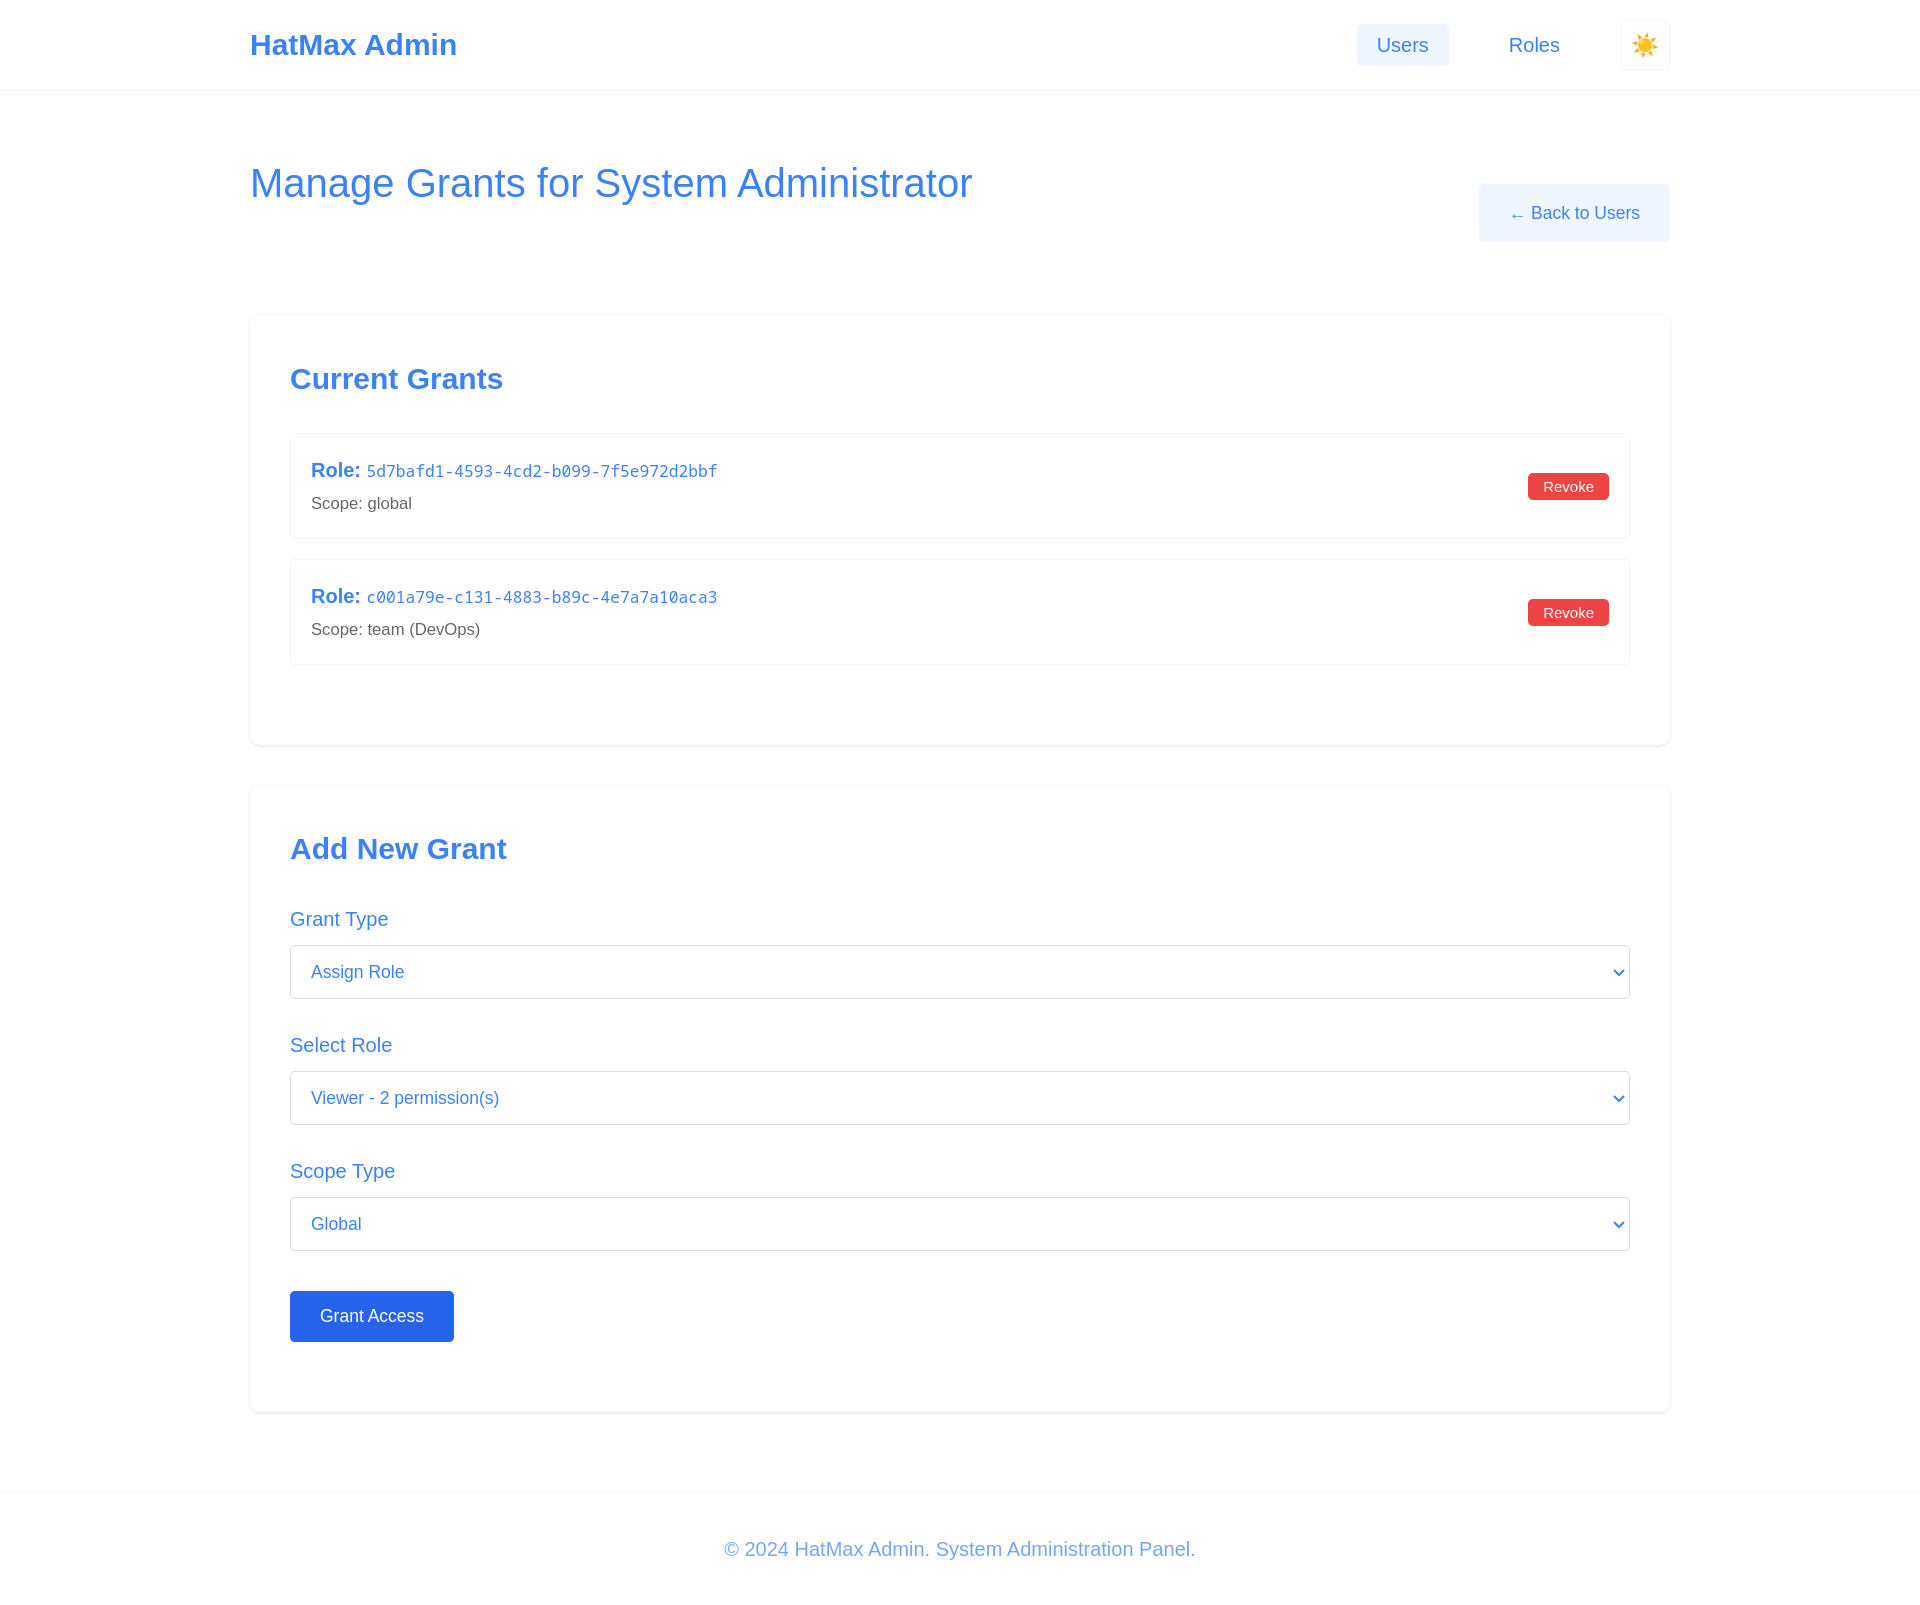 HatMax Admin
Users
Roles
Manage Grants for System Administrator
← Back to Users
Current Grants
Role: 5d7bafd1-4593-4cd2-b099-7f5e972d2bbf
Scope: global
Revoke
Role: c001a79e-c131-4883-b89c-4e7a7a10aca3
Scope: team (DevOps)
Revoke
Add New Grant
Grant Type
Assign Role
Select Role
Viewer - 2 permission(s)
Scope Type
Global
Grant Access
© 2024 HatMax Admin. System Administration Panel.